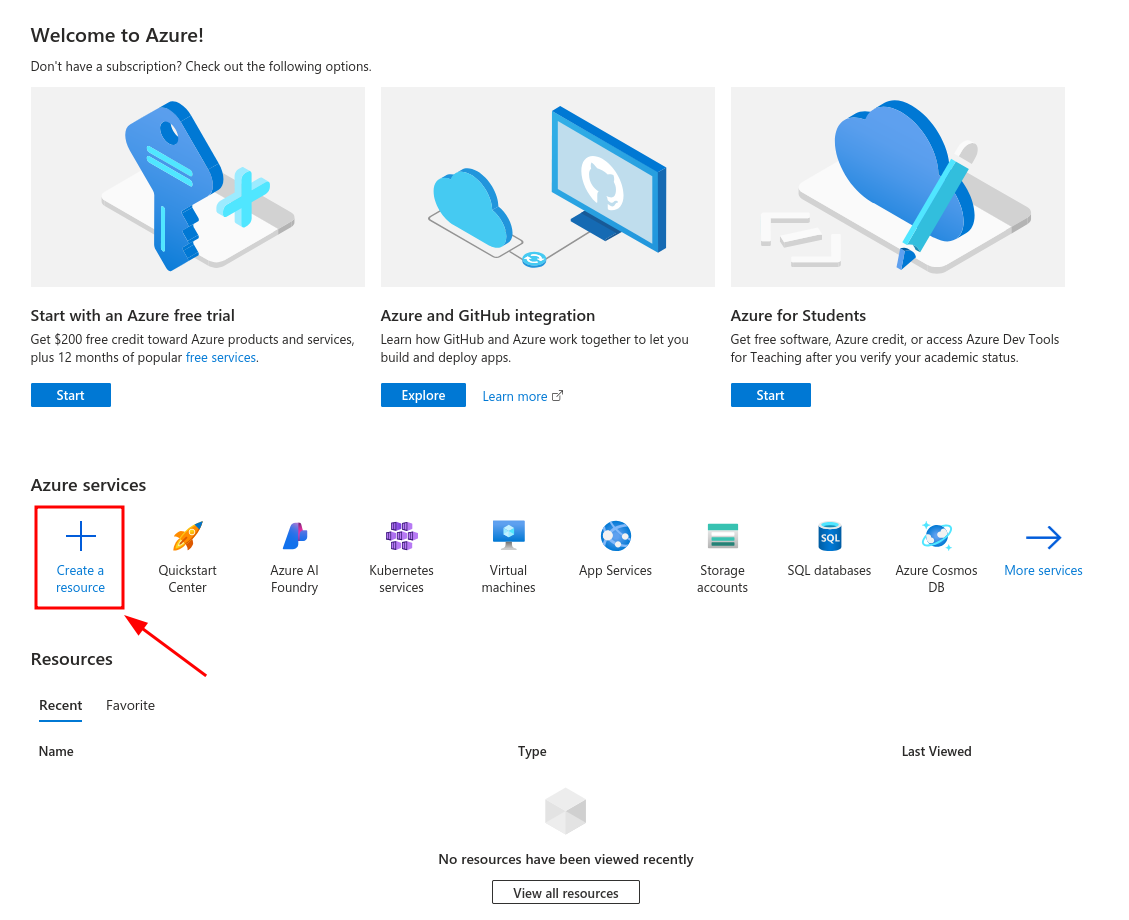 Welcome to Azure!
Don't have a subscription? Check out the following options.
Start with an Azure free trial
Get $200 free credit toward Azure products and services,
plus 12 months of popular free services.
Start
Azure and GitHub integration
Learn how GitHub and Azure work together to let you
build and deploy apps.
Explore
Learn more
Azure for Students
Get free software, Azure credit, or access Azure Dev Tools
for Teaching after you verify your academic status.
Start
Azure services
Create a
resource
Quickstart
Center
Azure AI
Foundry
Kubernetes
services
Virtual
machines
App Services
Storage
accounts
SQL
SQL databases
Azure Cosmos
DB
More services
Resources
Recent
Favorite
Name
Type
Last Viewed
No resources have been viewed recently
View all resources